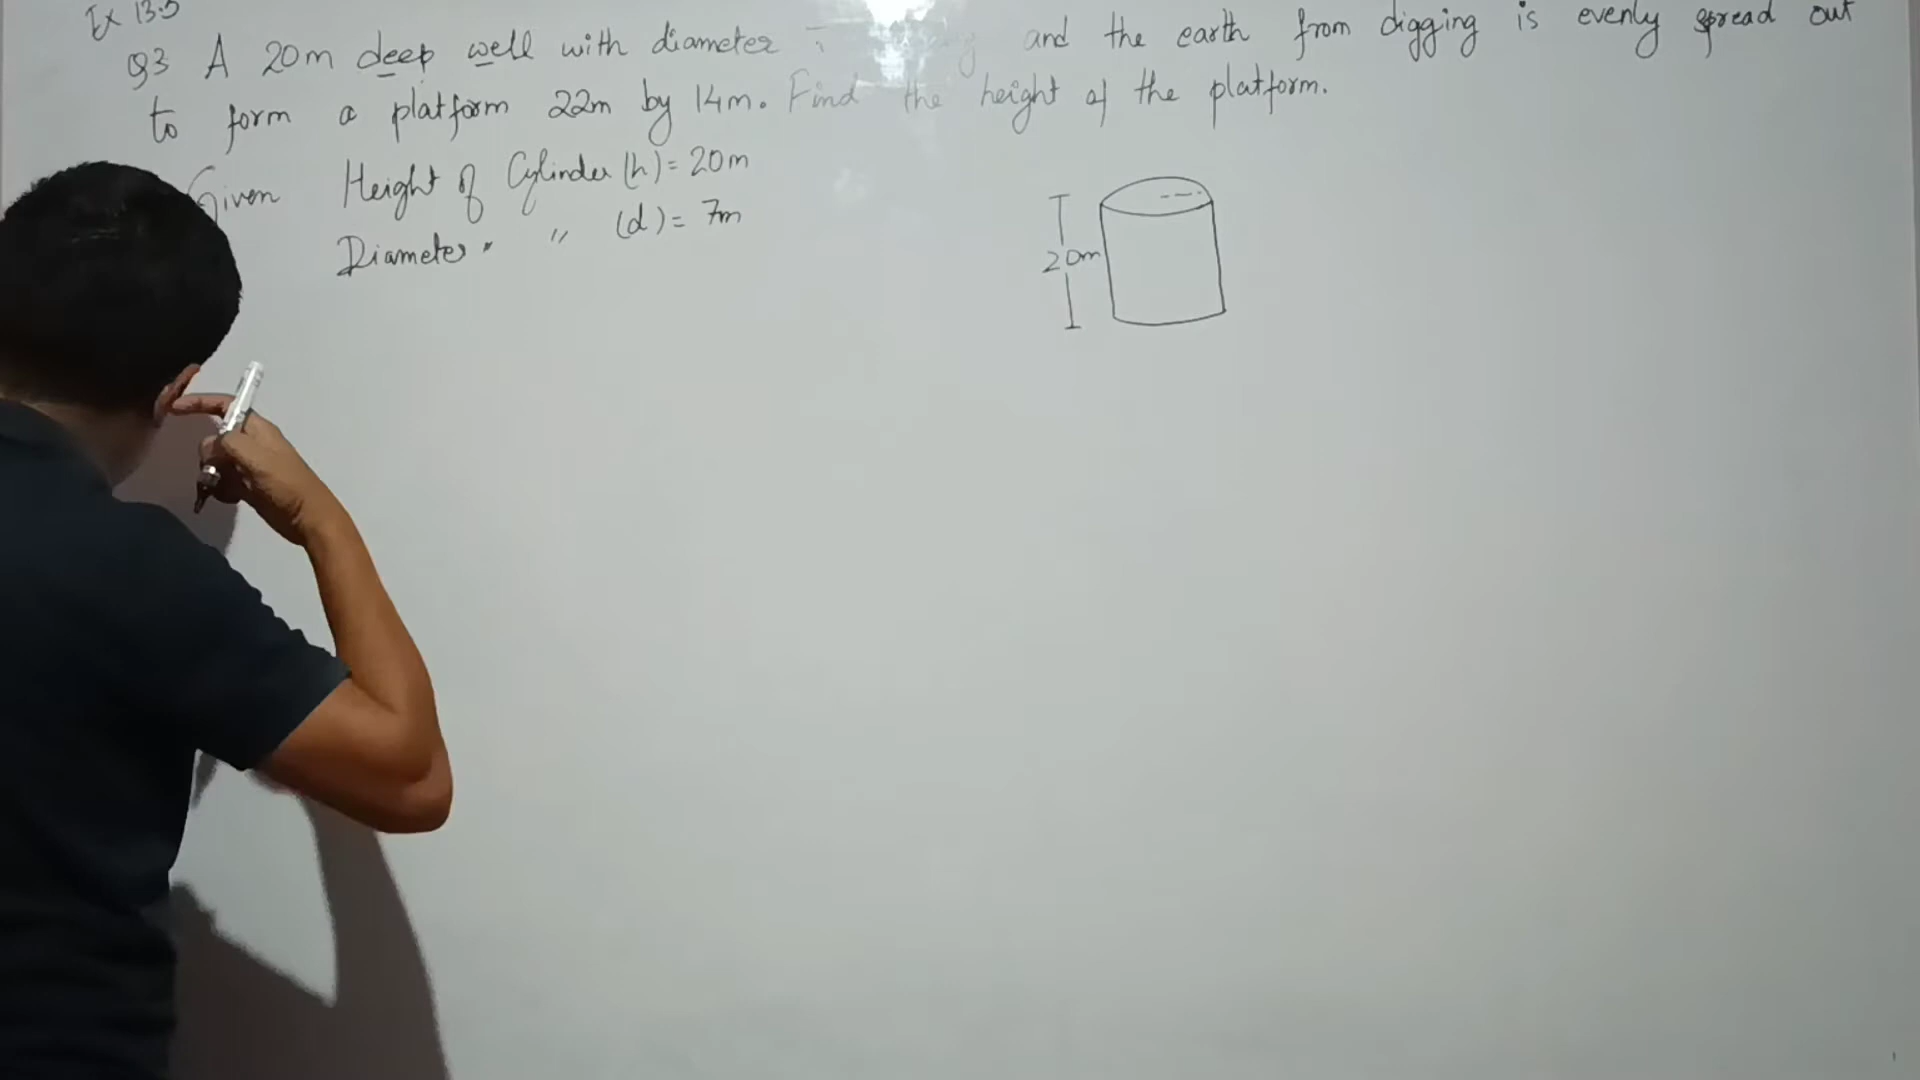 Ex 13.3
Q3 A 20m deep well with diameter and the earth from digging is evenly spread out
to form a platform 22m by 14m. Find the height of the platform.
Given Height of Cylinder (h) = 20m
Diameter " " (d) = 7m
20m